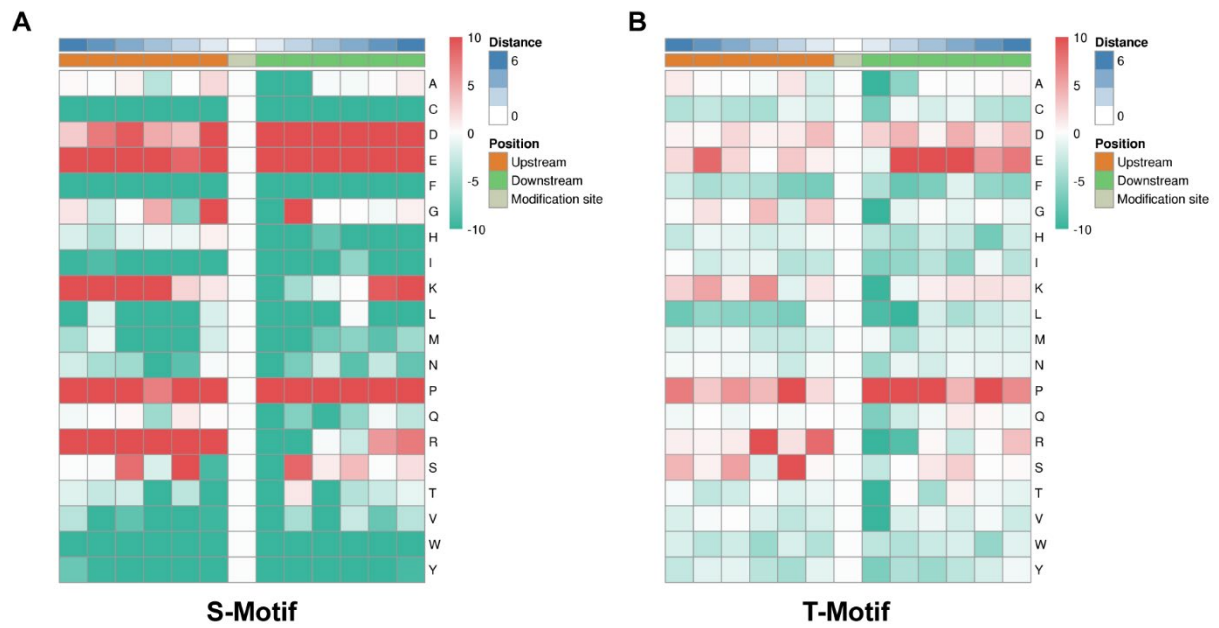 A
B
10
5
0
-5
-10
Distance
6
0
Position
Upstream
Downstream
Modification site
A
C
D
E
F
G
H
I
K
L
M
N
P
Q
R
S
T
V
W
Y
S-Motif
10
5
0
-5
-10
Distance
6
0
Position
Upstream
Downstream
Modification site
A
C
D
E
F
G
H
I
K
L
M
N
P
Q
R
S
T
V
W
Y
T-Motif